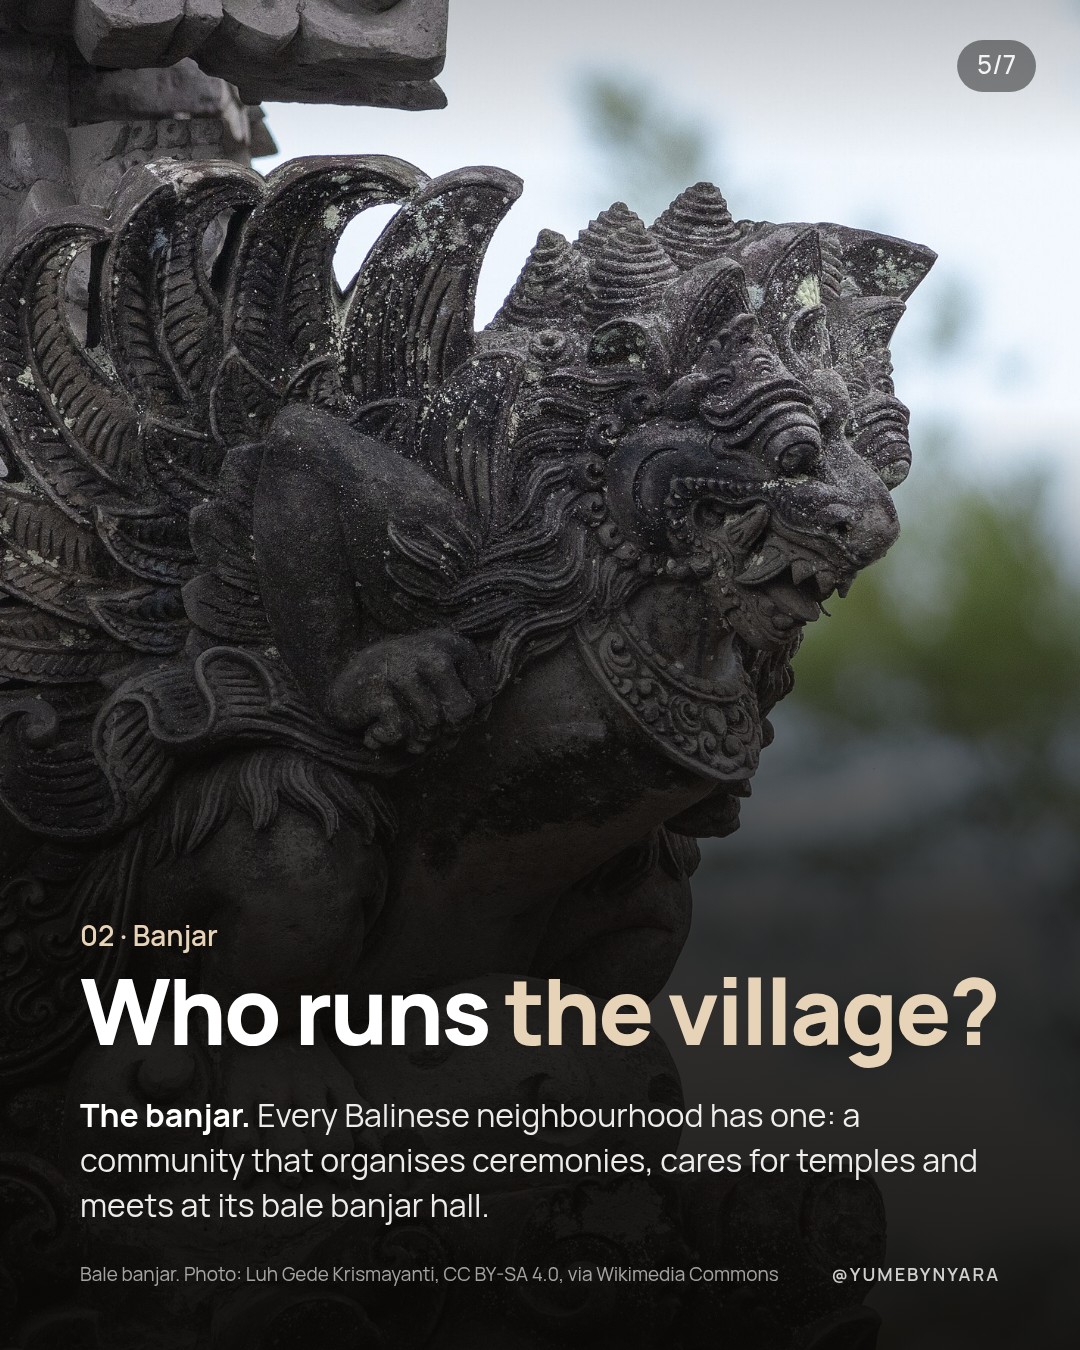 5/7
02 · Banjar
Who runs the village?
The banjar. Every Balinese neighbourhood has one: a
community that organises ceremonies, cares for temples and
meets at its bale banjar hall.
Bale banjar. Photo: Luh Gede Krismayanti, CC BY-SA 4.0, via Wikimedia Commons
@YUMEBYNYARA